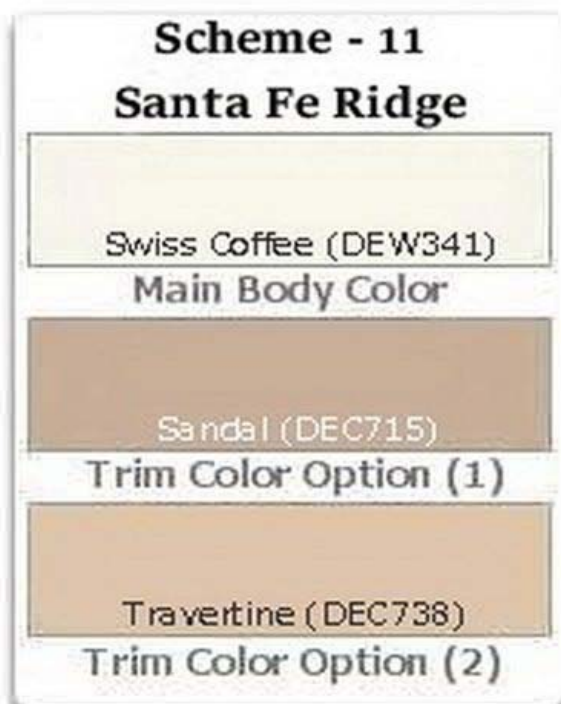 Scheme - 11
Santa Fe Ridge
Swiss Coffee (DEW341)
Main Body Color
Sandal (DEC715)
Trim Color Option (1)
Travertine (DEC738)
Trim Color Option (2)